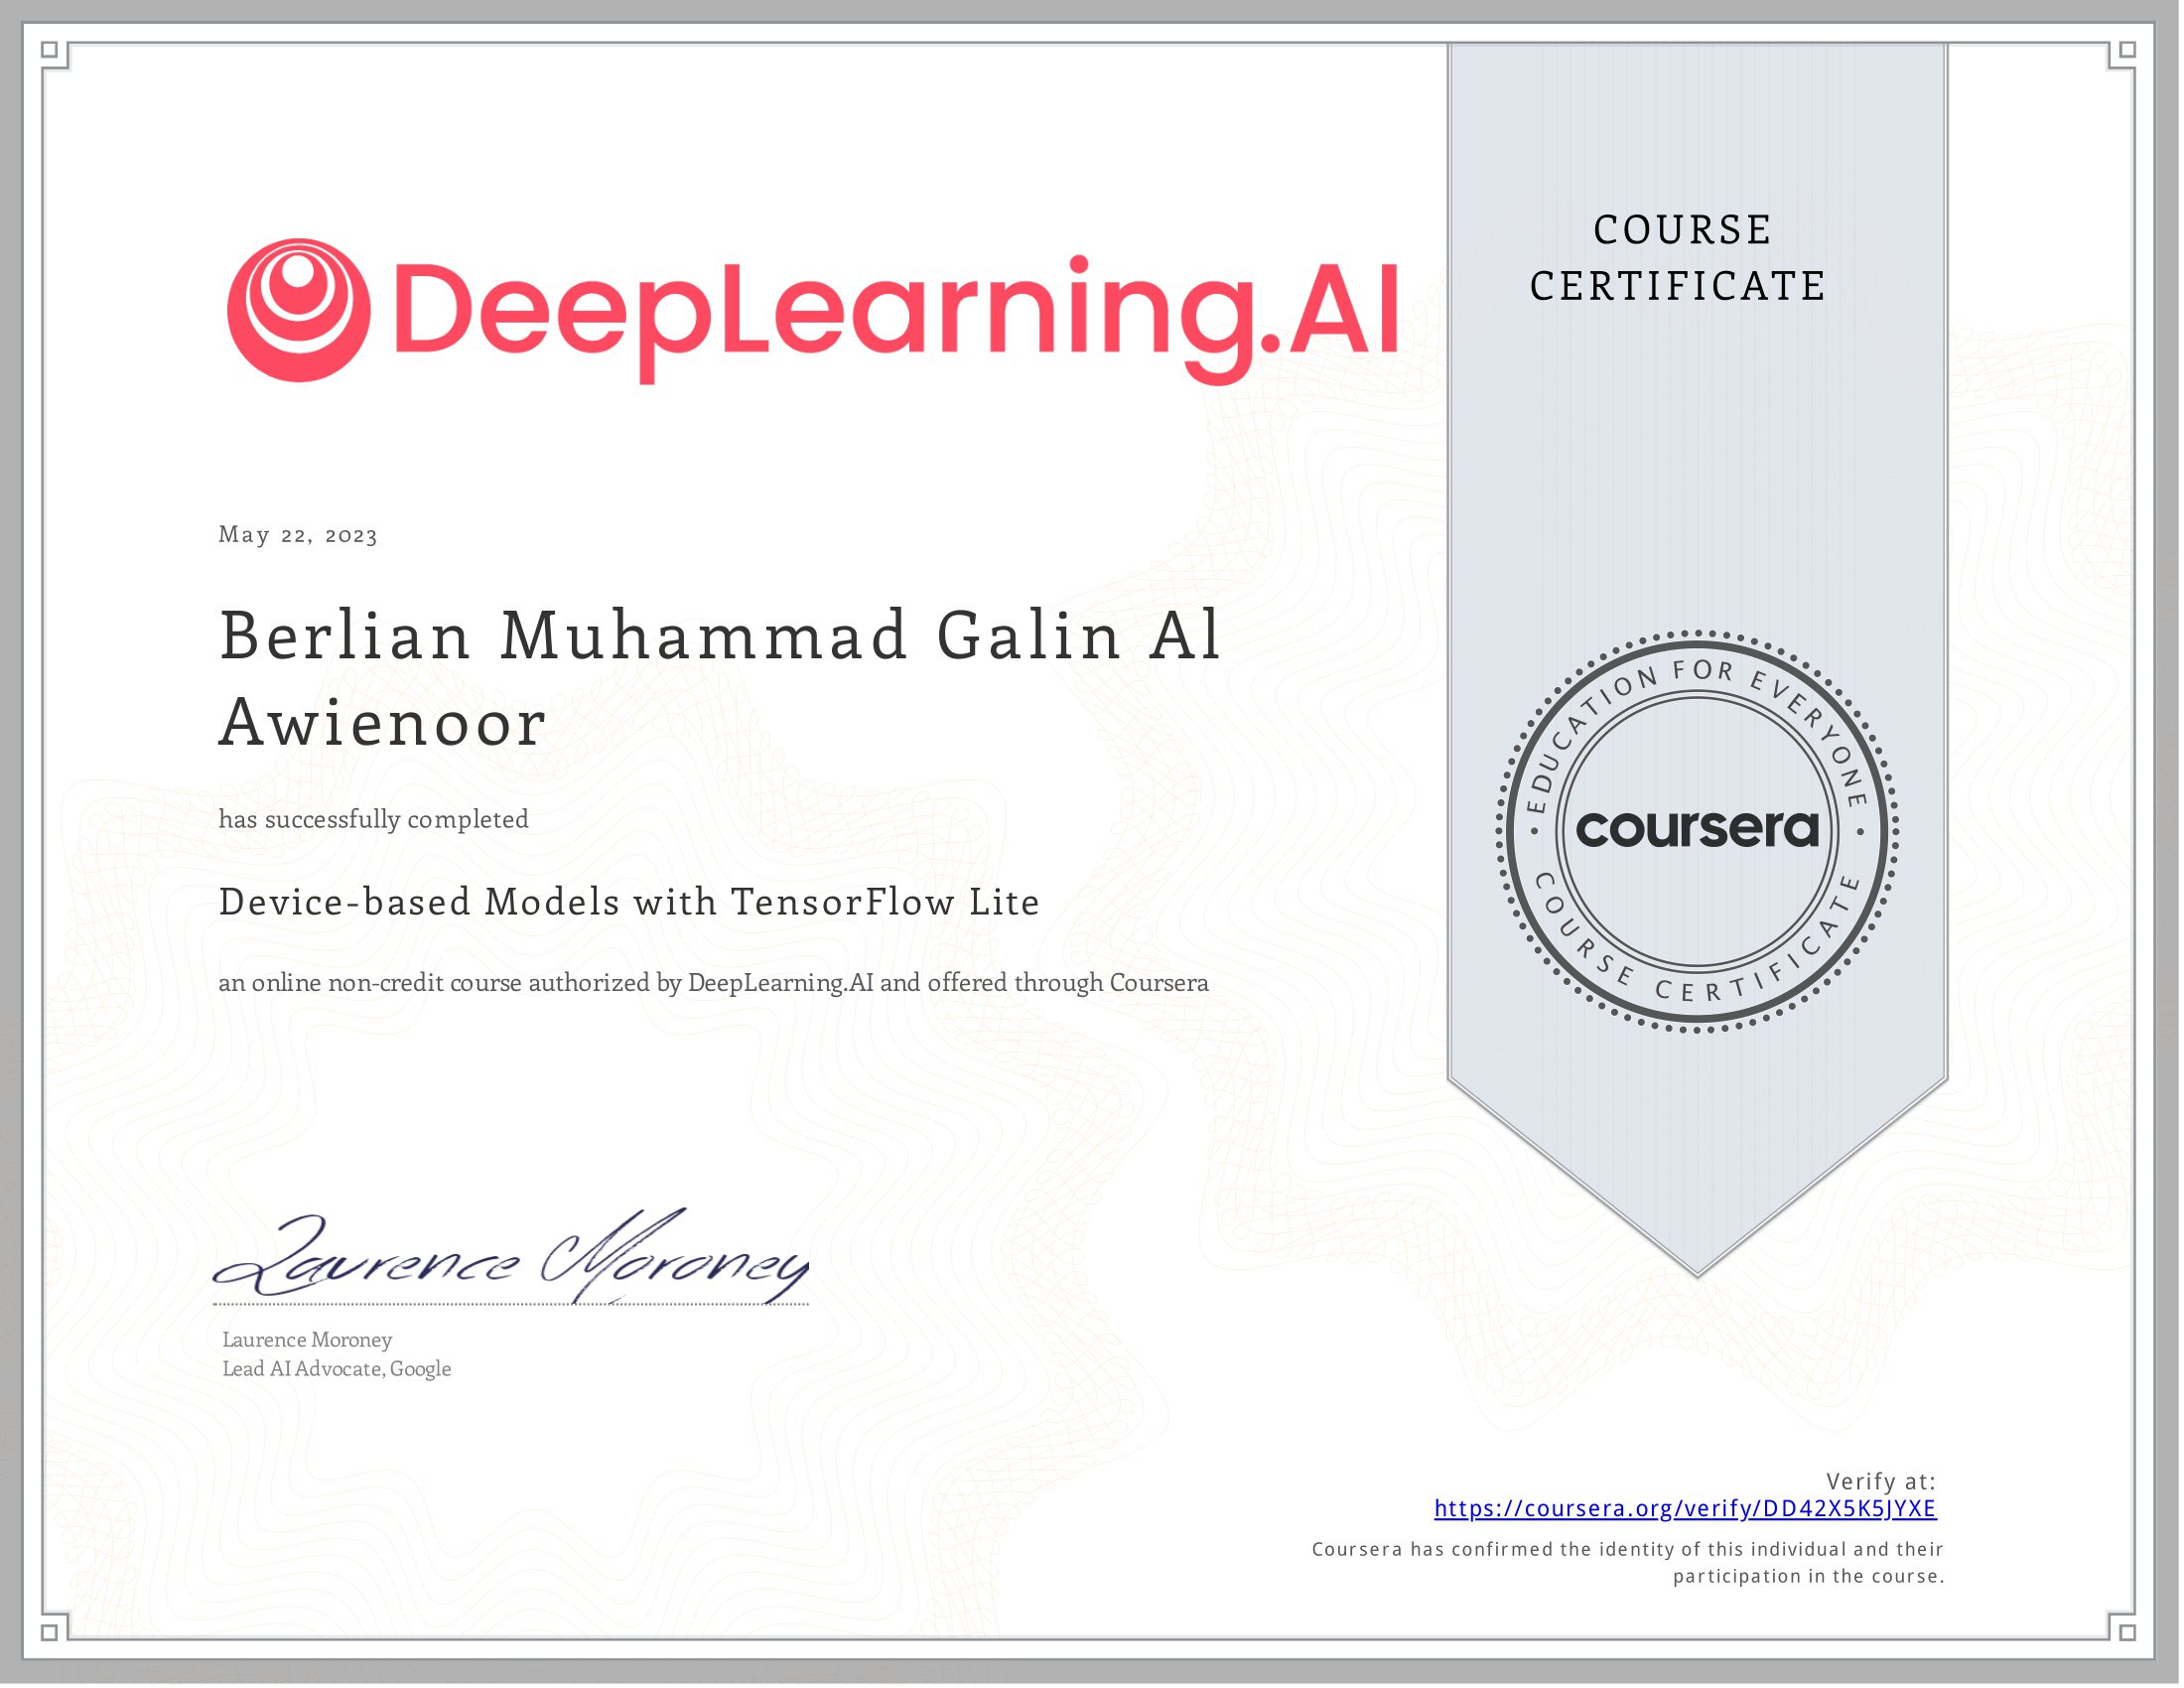 DeepLearning.AI
COURSE
CERTIFICATE
May 22, 2023
Berlian Muhammad Galin Al
Awienoor
has successfully completed
Device-based Models with TensorFlow Lite
an online non-credit course authorized by DeepLearning.AI and offered through Coursera
EDUCATION FOR EVERYONE
coursera
COURSE CERTIFICATE
Laurence Moroney
Laurence Moroney
Lead AI Advocate, Google
Verify at:
https://coursera.org/verify/DD42X5K5JYXE
Coursera has confirmed the identity of this individual and their
participation in the course.